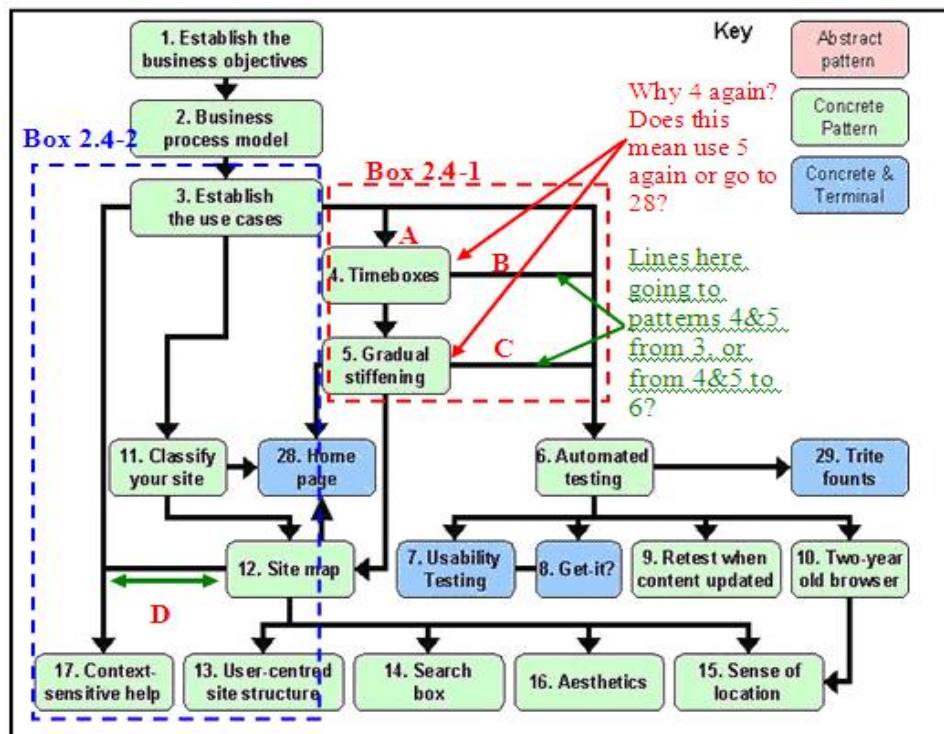 1. Establish the
business objectives
Key
Abstract
pattern
Concrete
Pattern
Concrete &
Terminal
2. Business
process model
Box 2.4-2
3. Establish
the use cases
Box 2.4-1
Why 4 again?
Does this
mean use 5
again or go to
28?
A
4. Timeboxes
B
5. Gradual
stiffening
C
Lines here
going to
patterns 4&5
from 3, or
from 4&5 to
6?
11. Classify
your site
28. Home
page
6. Automated
testing
29. Trite
founts
12. Site map
7. Usability
Testing
8. Get-it?
9. Retest when
content updated
10. Two-year
old browser
D
17. Context-
sensitive help
13. User-centred
site structure
14. Search
box
16. Aesthetics
15. Sense of
location